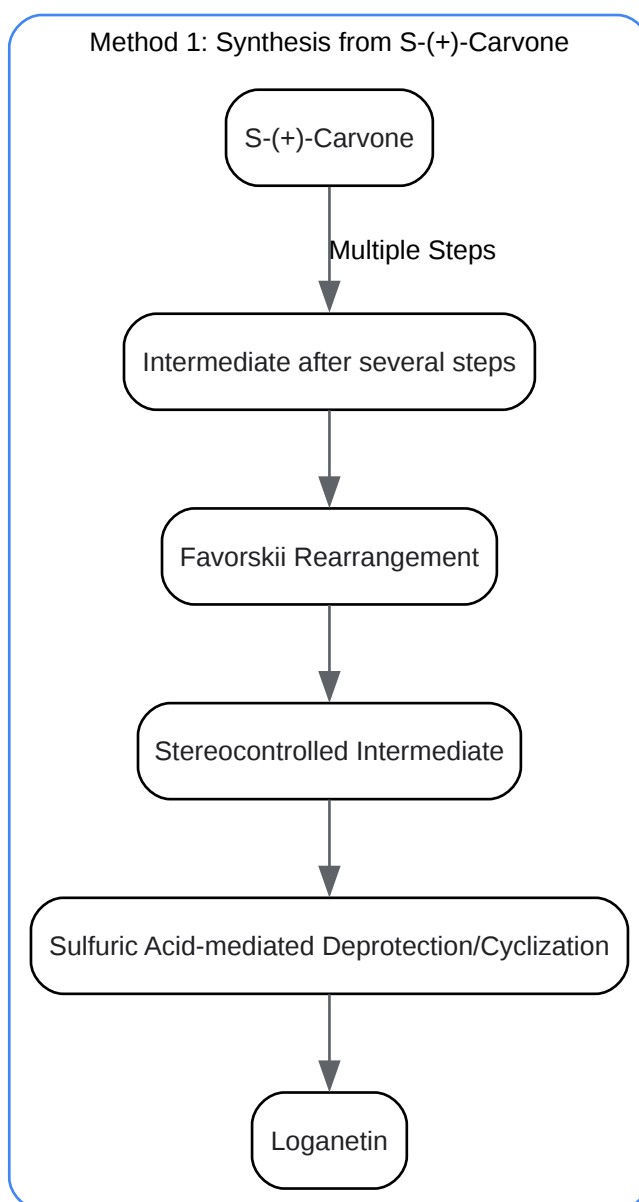 Method 1: Synthesis from S-(+)-Carvone
S-(+)-Carvone
Multiple Steps
Intermediate after several steps
Favorskii Rearrangement
Stereocontrolled Intermediate
Sulfuric Acid-mediated Deprotection/Cyclization
Loganetin